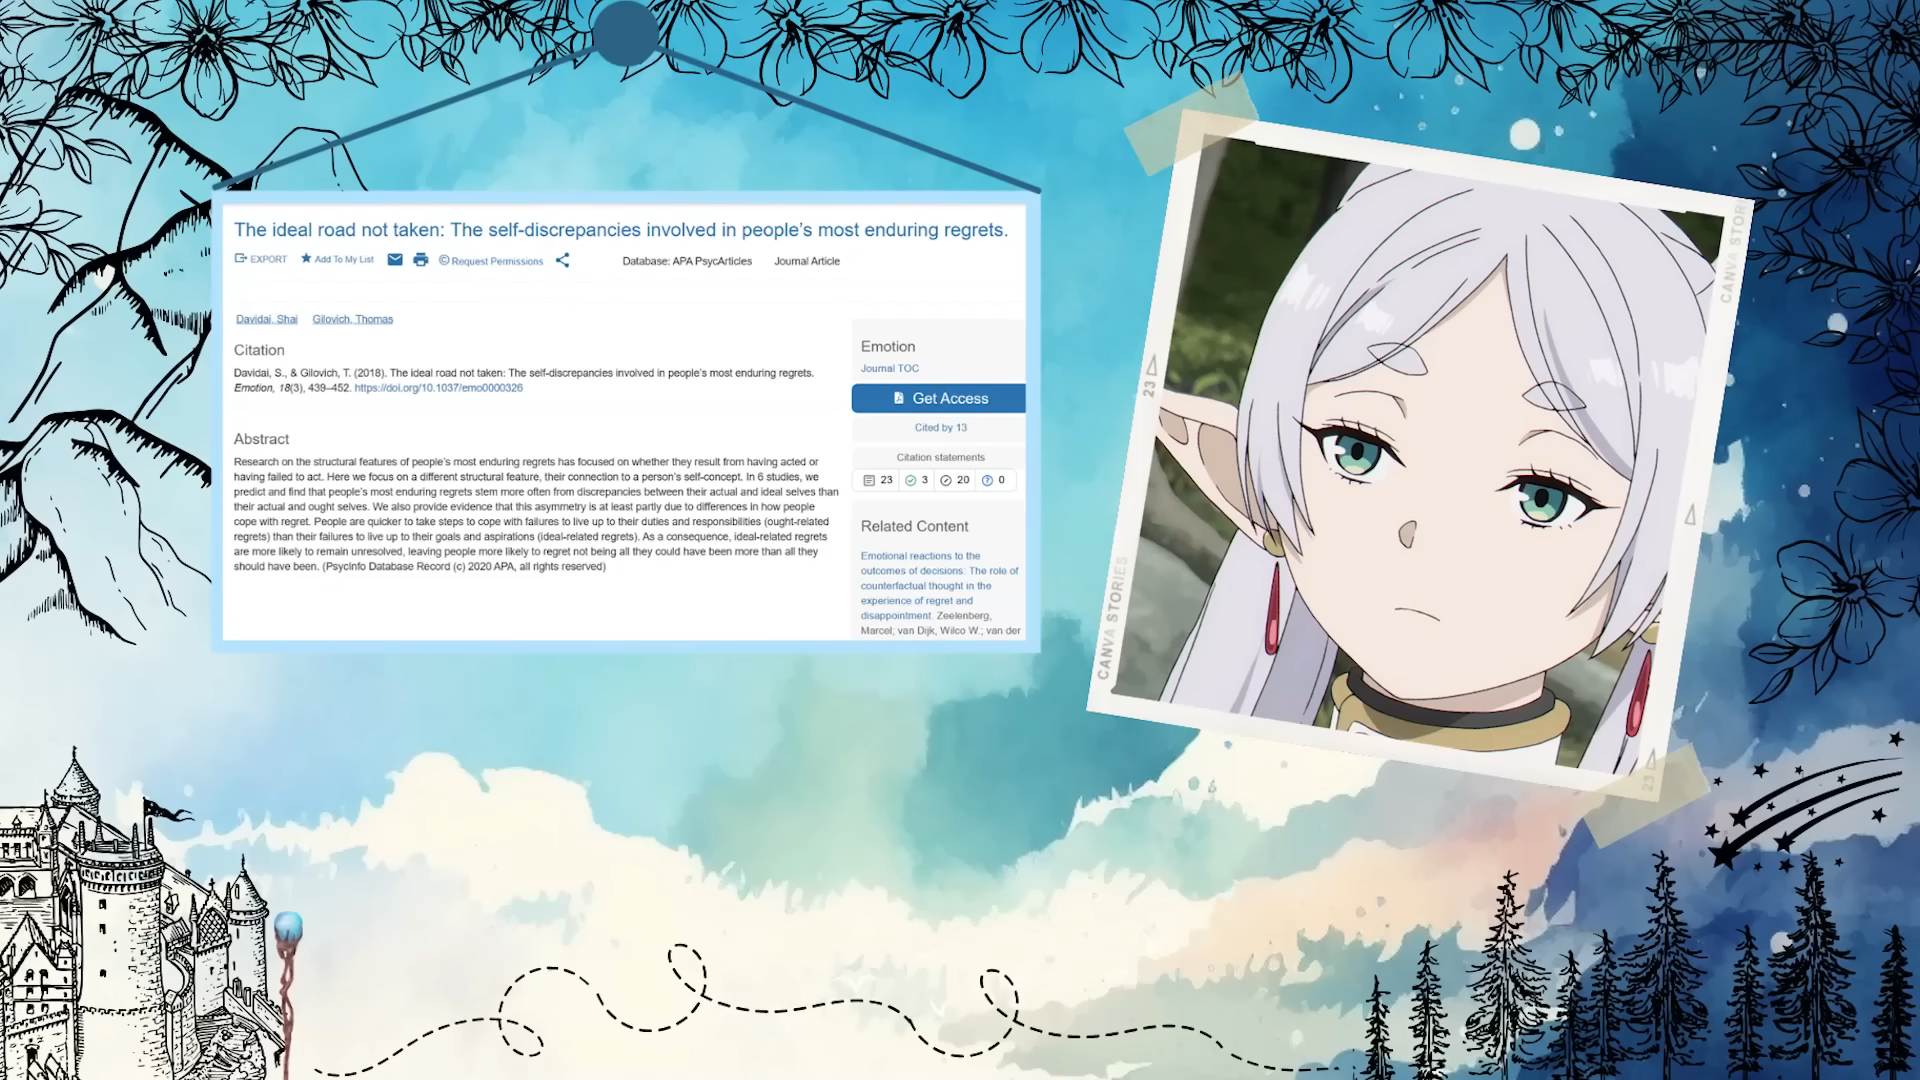 The ideal road not taken: The self-discrepancies involved in people's most enduring regrets.
EXPORT Add To My List Request Permissions Database: APA PsycArticles Journal Article
Davidai, Shai Gilovich, Thomas
Citation
Davidai, S., & Gilovich, T. (2018). The ideal road not taken: The self-discrepancies involved in people's most enduring regrets.
Emotion, 18(3), 439–452. https://doi.org/10.1037/emo0000326
Abstract
Research on the structural features of people's most enduring regrets has focused on whether they result from having acted or
having failed to act. Here we focus on a different structural feature, their connection to a person's self-concept. In 6 studies, we
predict and find that people's most enduring regrets stem more often from discrepancies between their actual and ideal selves than
their actual and ought selves. We also provide evidence that this asymmetry is at least partly due to differences in how people
cope with regret. People are quicker to take steps to cope with failures to live up to their duties and responsibilities (ought-related
regrets) than their failures to live up to their goals and aspirations (ideal-related regrets). As a consequence, ideal-related regrets
are more likely to remain unresolved, leaving people more likely to regret not being all they could have been more than all they
should have been. (PsycInfo Database Record (c) 2020 APA, all rights reserved)
Emotion
Journal TOC
Get Access
Cited by 13
Citation statements
23 3 20 0
Related Content
Emotional reactions to the
outcomes of decisions: The role of
counterfactual thought in the
experience of regret and
disappointment. Zeelenberg,
Marcel; van Dijk, Wilco W.; van der
CANVA STORIES
23
CANVA STOR
23